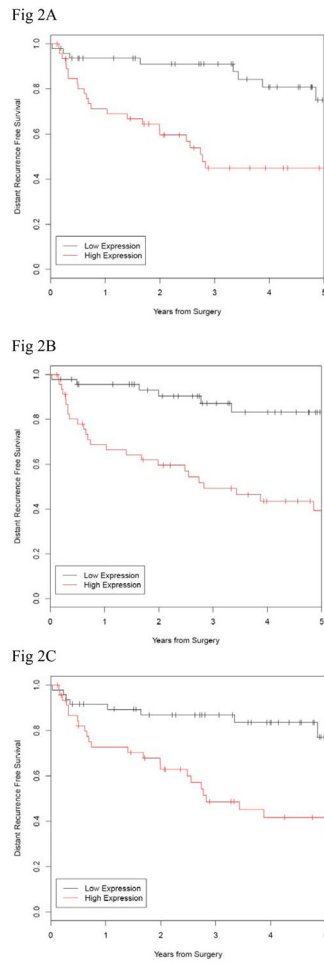 Fig 2A
Distant Recurrence Free Survival
1.0
0.8
0.6
0.4
0.2
0.0
Low Expression
High Expression
0 1 2 3 4 5
Years from Surgery
Fig 2B
Distant Recurrence Free Survival
1.0
0.8
0.6
0.4
0.2
0.0
Low Expression
High Expression
0 1 2 3 4 5
Years from Surgery
Fig 2C
Distant Recurrence Free Survival
1.0
0.8
0.6
0.4
0.2
0.0
Low Expression
High Expression
0 1 2 3 4 5
Years from Surgery